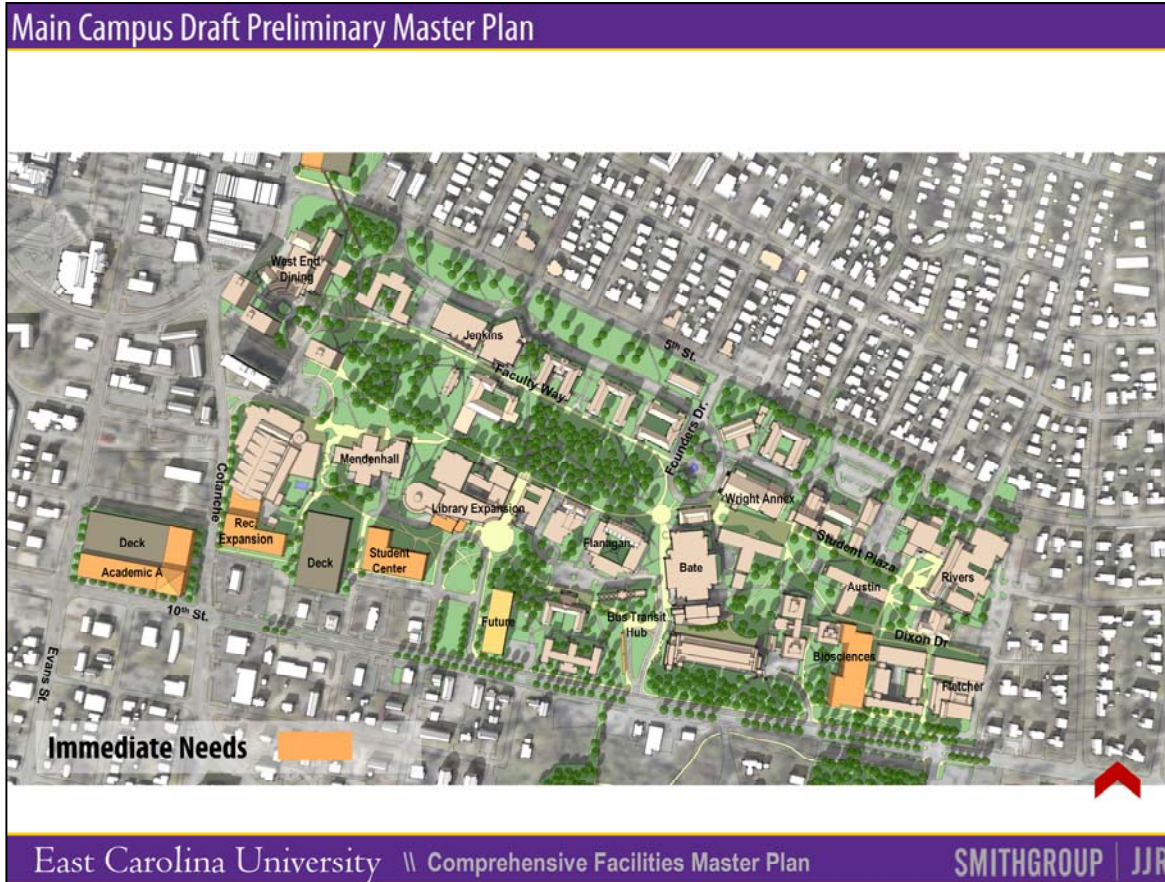 Main Campus Draft Preliminary Master Plan
West End
Dining
Jenkins
5th St.
Faculty Way
Founders Dr.
Mendenhall
Cotanche
Wright Annex
Library Expansion
Rec.
Expansion
Deck
Academic A
Deck
Student
Center
Flanagan
Bate
Student Plaza
Rivers
Austin
10th St.
Future
Bus Transit
Hub
Dixon Dr
Biosciences
Fletcher
Evans St.
Immediate Needs
East Carolina University \\ Comprehensive Facilities Master Plan
SMITHGROUP | JJR